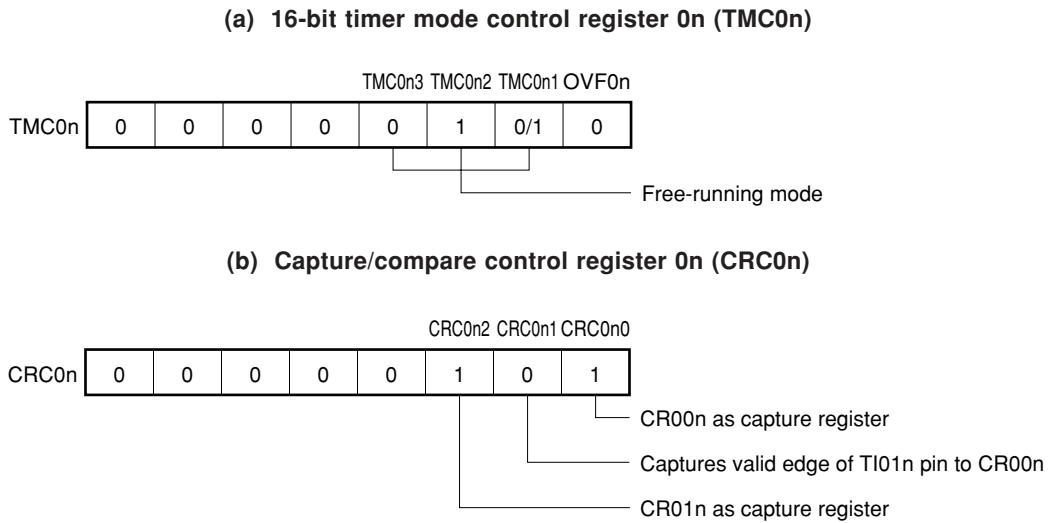 (a) 16-bit timer mode control register 0n (TMC0n)
TMC0n3 TMC0n2 TMC0n1 OVF0n
TMC0n 0 0 0 0 0 1 0/1 0
Free-running mode
(b) Capture/compare control register 0n (CRC0n)
CRC0n2 CRC0n1 CRC0n0
CRC0n 0 0 0 0 0 1 0 1
CR00n as capture register
Captures valid edge of TI01n pin to CR00n
CR01n as capture register